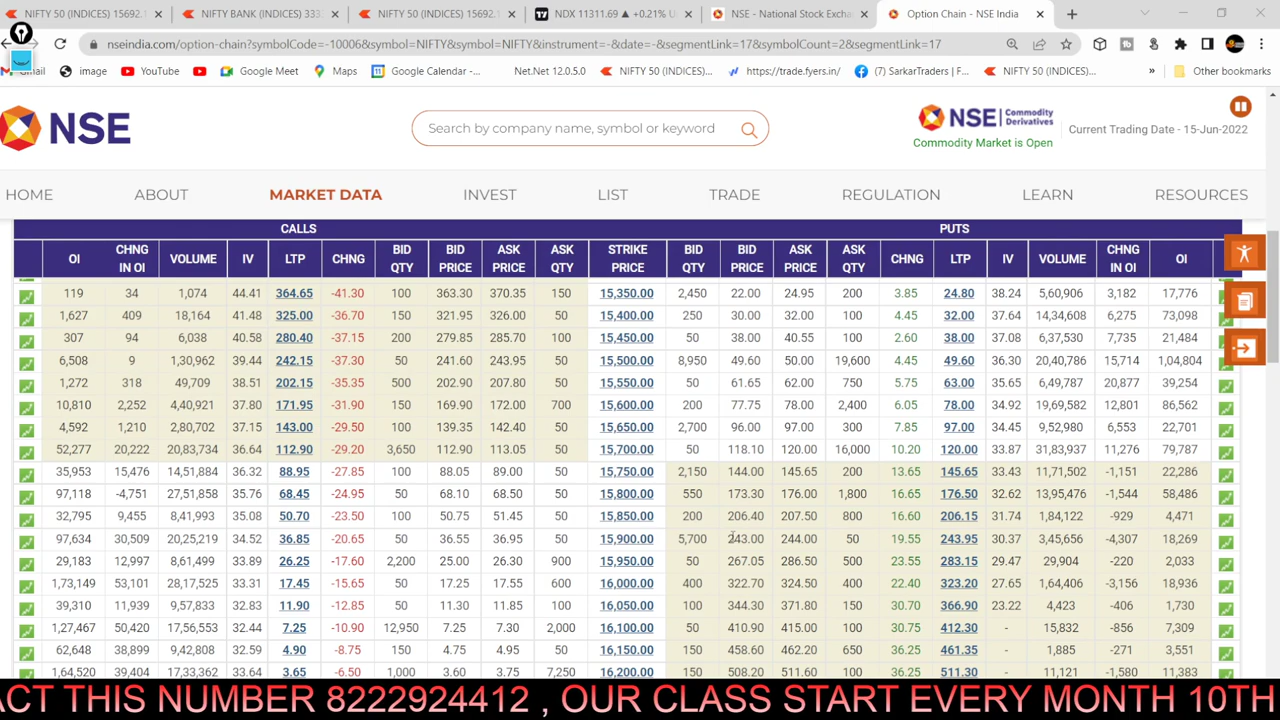 NIFTY 50 (INDICES) 15692.1
NIFTY BANK (INDICES) 333
NIFTY 50 (INDICES) 15692.1
NDX 11311.69 ▲ +0.21% U
NSE - National Stock Exchan
Option Chain - NSE India
nseindia.com/option-chain?symbolCode=-10006&symbol=NIFTY&symbol=NIFTY&instrument=-&date=-&segmentLink=17&symbolCount=2&segmentLink=17
Gmail image YouTube Google Meet Maps Google Calendar -... Net.Net 12.0.5.0 NIFTY 50 (INDICES)... https://trade.fyers.in/ (7) SarkarTraders | F... NIFTY 50 (INDICES)... » Other bookmarks
NSE
Search by company name, symbol or keyword
NSE Commodity Derivatives
Commodity Market is Open
Current Trading Date - 15-Jun-2022
HOME ABOUT MARKET DATA INVEST LIST TRADE REGULATION LEARN RESOURCES
CALLS PUTS
OI CHNG IN OI VOLUME IV LTP CHNG BID QTY BID PRICE ASK PRICE ASK QTY STRIKE PRICE BID QTY BID PRICE ASK PRICE ASK QTY CHNG LTP IV VOLUME CHNG IN OI OI
119 34 1,074 44.41 364.65 -41.30 100 363.30 370.30 150 15,350.00 2,450 22.00 24.95 200 3.85 24.80 38.24 5,60,906 3,182 17,776
1,627 409 18,164 41.48 325.00 -36.70 150 321.95 326.00 50 15,400.00 250 30.00 32.00 100 4.45 32.00 37.64 14,34,608 6,275 73,098
307 94 6,038 40.58 280.40 -37.15 200 279.85 285.70 100 15,450.00 50 38.00 40.55 100 2.60 38.00 37.08 6,37,530 7,735 21,484
6,508 9 1,30,962 39.44 242.15 -37.30 50 241.60 243.95 50 15,500.00 8,950 49.60 50.00 19,600 4.45 49.60 36.30 20,40,786 15,714 1,04,804
1,272 318 49,709 38.51 202.15 -35.35 500 202.90 207.80 50 15,550.00 50 61.65 62.00 750 5.75 63.00 35.65 6,49,787 20,877 39,254
10,810 2,252 4,40,921 37.80 171.95 -31.90 150 169.90 172.00 700 15,600.00 200 77.75 78.00 2,400 6.05 78.00 34.92 19,69,582 12,801 86,562
4,592 1,210 2,80,702 37.15 143.00 -29.50 100 139.35 142.40 50 15,650.00 2,700 96.00 97.00 300 7.85 97.00 34.45 9,52,980 6,553 22,701
52,277 20,222 20,83,734 36.64 112.90 -29.20 3,650 112.90 113.05 50 15,700.00 50 118.10 120.00 16,000 10.20 120.00 33.87 31,83,937 11,276 79,787
35,953 15,476 14,51,884 36.32 88.95 -27.85 100 88.05 89.00 50 15,750.00 2,150 144.00 145.65 200 13.65 145.65 33.43 11,71,502 -1,151 22,286
97,118 -4,751 27,51,858 35.76 68.45 -24.95 50 68.10 68.50 50 15,800.00 550 173.30 176.00 1,800 16.65 176.50 32.62 13,95,476 -1,544 58,486
32,795 9,455 8,41,993 35.08 50.70 -23.50 100 50.75 51.45 50 15,850.00 200 206.40 207.50 800 16.60 206.15 31.74 1,84,122 -929 4,471
97,634 30,509 20,25,219 34.52 36.85 -20.65 50 36.55 36.95 50 15,900.00 5,700 243.00 244.00 50 19.55 243.95 30.37 3,45,656 -4,307 18,269
29,183 12,997 8,61,499 33.89 26.25 -17.60 2,200 25.00 26.30 900 15,950.00 50 267.05 286.50 400 23.55 283.15 29.47 29,904 -220 2,033
1,73,149 53,101 28,17,525 33.31 17.45 -15.65 50 17.25 17.55 600 16,000.00 400 322.70 324.50 400 22.40 323.20 27.65 1,64,406 -3,156 18,936
39,310 11,939 9,57,833 32.83 11.90 -12.85 50 11.30 11.85 100 16,050.00 100 344.30 371.80 150 30.70 366.90 23.22 4,423 -406 1,730
1,27,467 50,420 17,56,553 32.44 7.25 -10.90 12,950 7.25 7.30 2,000 16,100.00 50 410.90 415.00 100 30.75 412.30 - 15,832 -856 7,309
62,648 38,899 9,42,808 32.59 4.90 -8.75 150 4.75 4.95 50 16,150.00 150 458.60 462.20 650 36.25 461.35 - 1,885 -271 3,551
1,64,520 39,404 17,33,362 33.64 3.65 -6.50 1,000 3.60 3.75 7,250 16,200.00 150 508.20 511.60 100 36.25 511.30 - 11,121 -1,580 11,383
ACT THIS NUMBER 8222924412 , OUR CLASS START EVERY MONTH 10TH